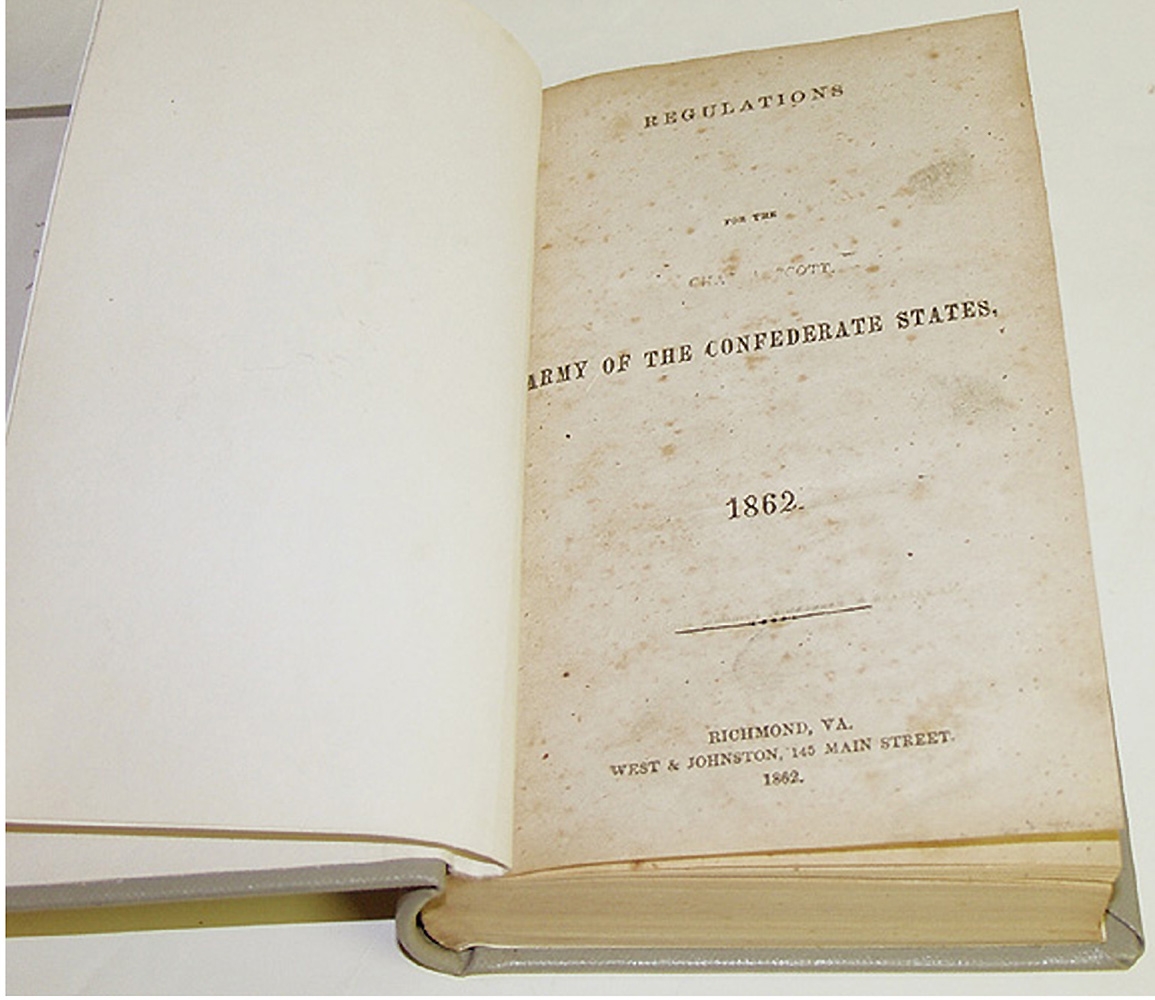 REGULATIONS
FOR THE
ARMY OF THE CONFEDERATE STATES,
1862.
RICHMOND, VA.
WEST & JOHNSTON, 145 MAIN STREET.
1862.